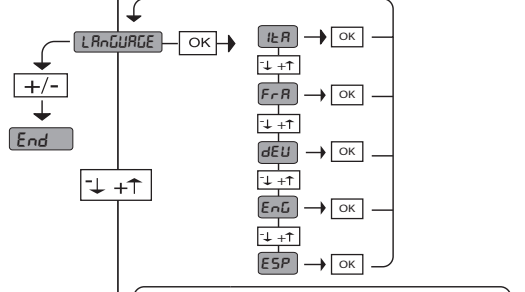 LAnGUAGE OK ItA OK
-↓ +↑
+/- FrA OK
-↓ +↑
End dEU OK
-↓ +↑ -↓ +↑
EnG OK
-↓ +↑
ESP OK